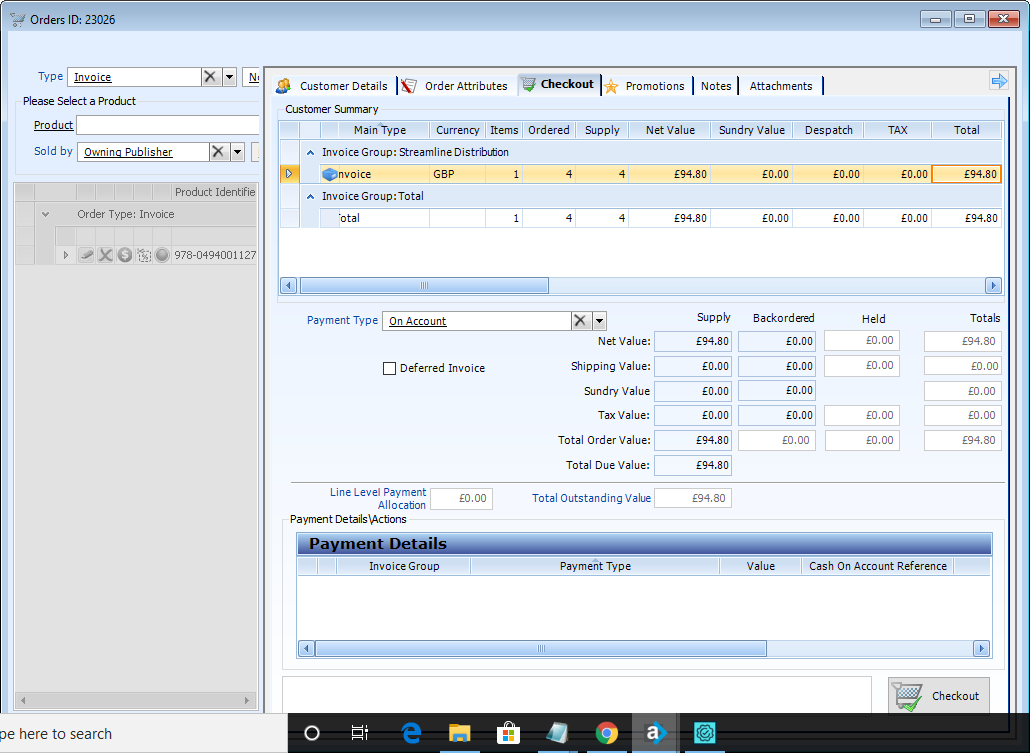 Orders ID: 23026
Type Invoice No
Please Select a Product
Product
Sold by Owning Publisher
Product Identifie
Order Type: Invoice
978-0494001127
Customer Details Order Attributes Checkout Promotions Notes Attachments
Customer Summary
Main Type Currency Items Ordered Supply Net Value Sundry Value Despatch TAX Total
Invoice Group: Streamline Distribution
Invoice GBP 1 4 4 £94.80 £0.00 £0.00 £0.00 £94.80
Invoice Group: Total
Total 1 4 4 £94.80 £0.00 £0.00 £0.00 £94.80
Payment Type On Account
Deferred Invoice
Supply Backordered Held Totals
Net Value: £94.80 £0.00 £0.00 £94.80
Shipping Value: £0.00 £0.00 £0.00 £0.00
Sundry Value £0.00 £0.00 £0.00
Tax Value: £0.00 £0.00 £0.00 £0.00
Total Order Value: £94.80 £0.00 £0.00 £94.80
Total Due Value: £94.80
Line Level Payment
Allocation £0.00 Total Outstanding Value £94.80
Payment Details\Actions
Payment Details
Invoice Group Payment Type Value Cash On Account Reference
Checkout
pe here to search